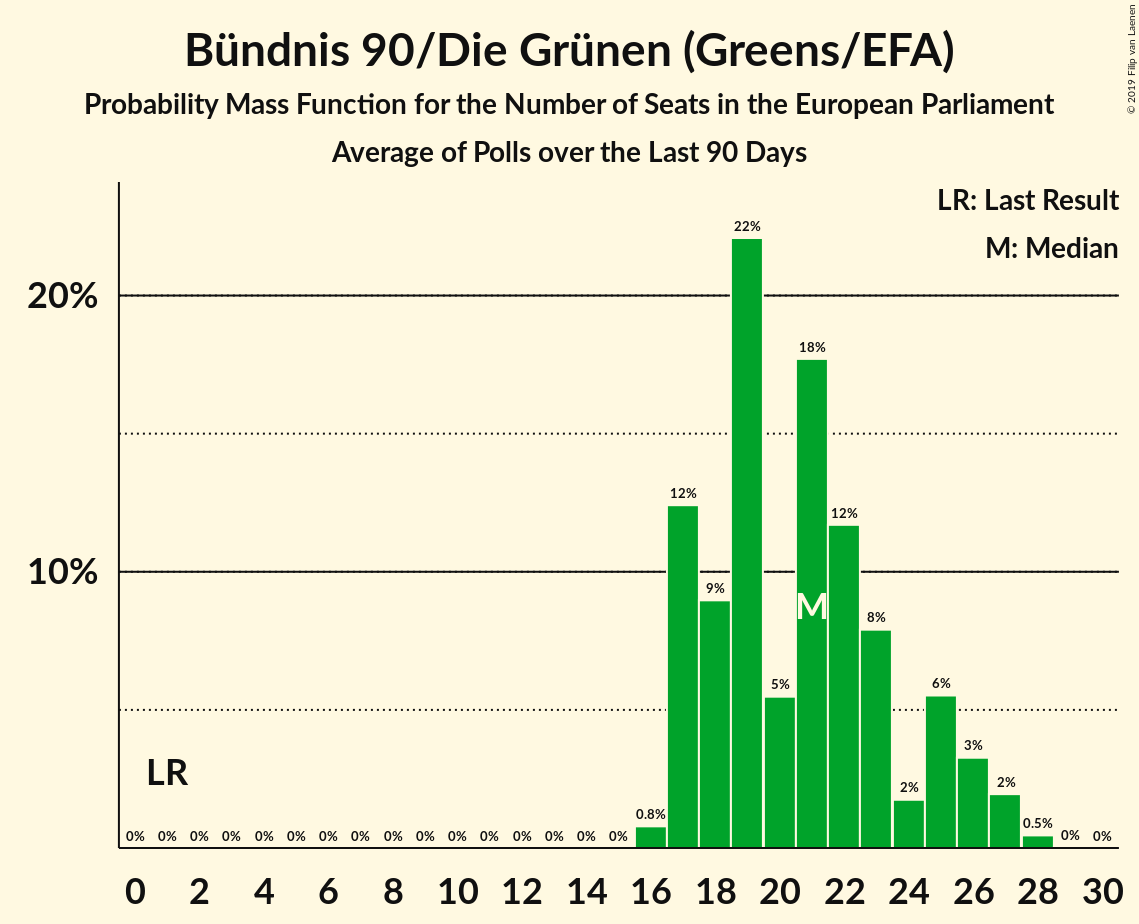 Bündnis 90/Die Grünen (Greens/EFA)
Probability Mass Function for the Number of Seats in the European Parliament
Average of Polls over the Last 90 Days
© 2019 Filip van Laenen
LR: Last Result
M: Median
22%
20%
18%
12%
12%
10%
9%
M
8%
5%
6%
3%
LR
2%
2%
0.8%
0.5%
0% 0% 0% 0% 0% 0% 0% 0% 0% 0% 0% 0% 0% 0% 0% 0% 0% 0%
0 2 4 6 8 10 12 14 16 18 20 22 24 26 28 30